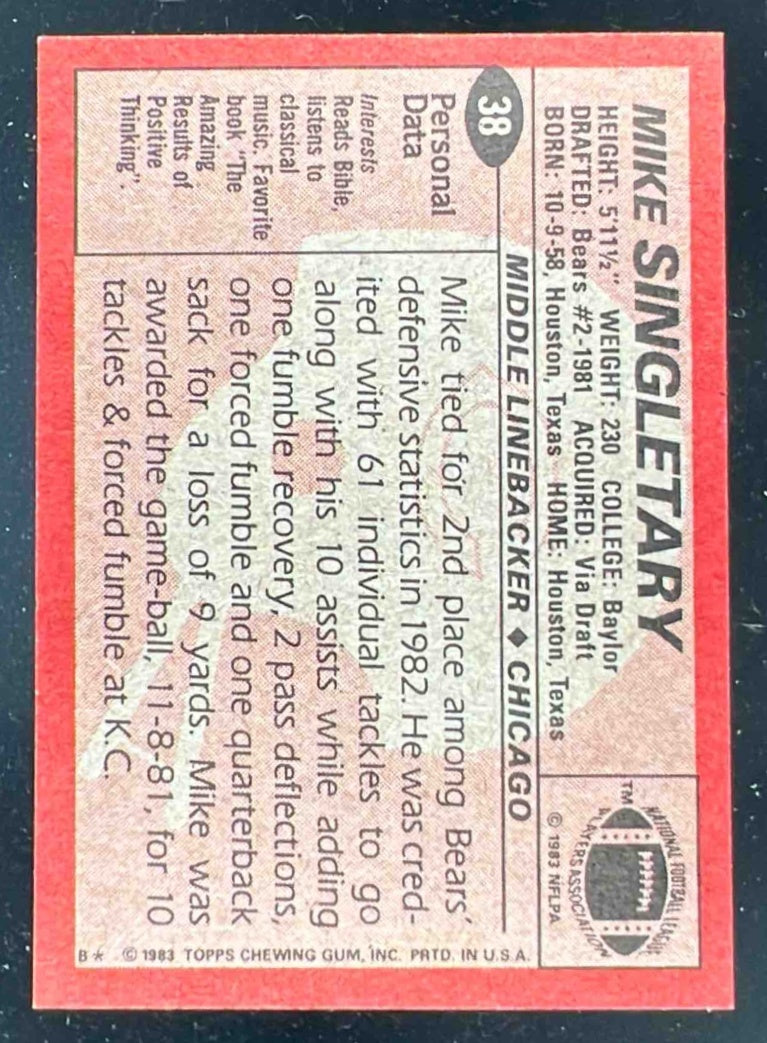 MIKE SINGLETARY
HEIGHT: 5'11½" WEIGHT: 230 COLLEGE: Baylor
DRAFTED: Bears #2-1981 ACQUIRED: Via Draft
BORN: 10-9-58, Houston, Texas HOME: Houston, Texas
TM
NATIONAL FOOTBALL LEAGUE
PLAYERS ASSOCIATION
© 1983 NFLPA
38
MIDDLE LINEBACKER ♦ CHICAGO
Personal
Data
Interests
Reads Bible,
listens to
classical
music. Favorite
book "The
Amazing
Results of
Positive
Thinking".
Mike tied for 2nd place among Bears'
defensive statistics in 1982. He was cred-
ited with 61 individual tackles to go
along with his 10 assists while adding
one fumble recovery, 2 pass deflections,
one forced fumble and one quarterback
sack for a loss of 9 yards. Mike was
awarded the game-ball, 11-8-81, for 10
tackles & forced fumble at K.C.
B* © 1983 TOPPS CHEWING GUM, INC. PRTD. IN U.S.A.